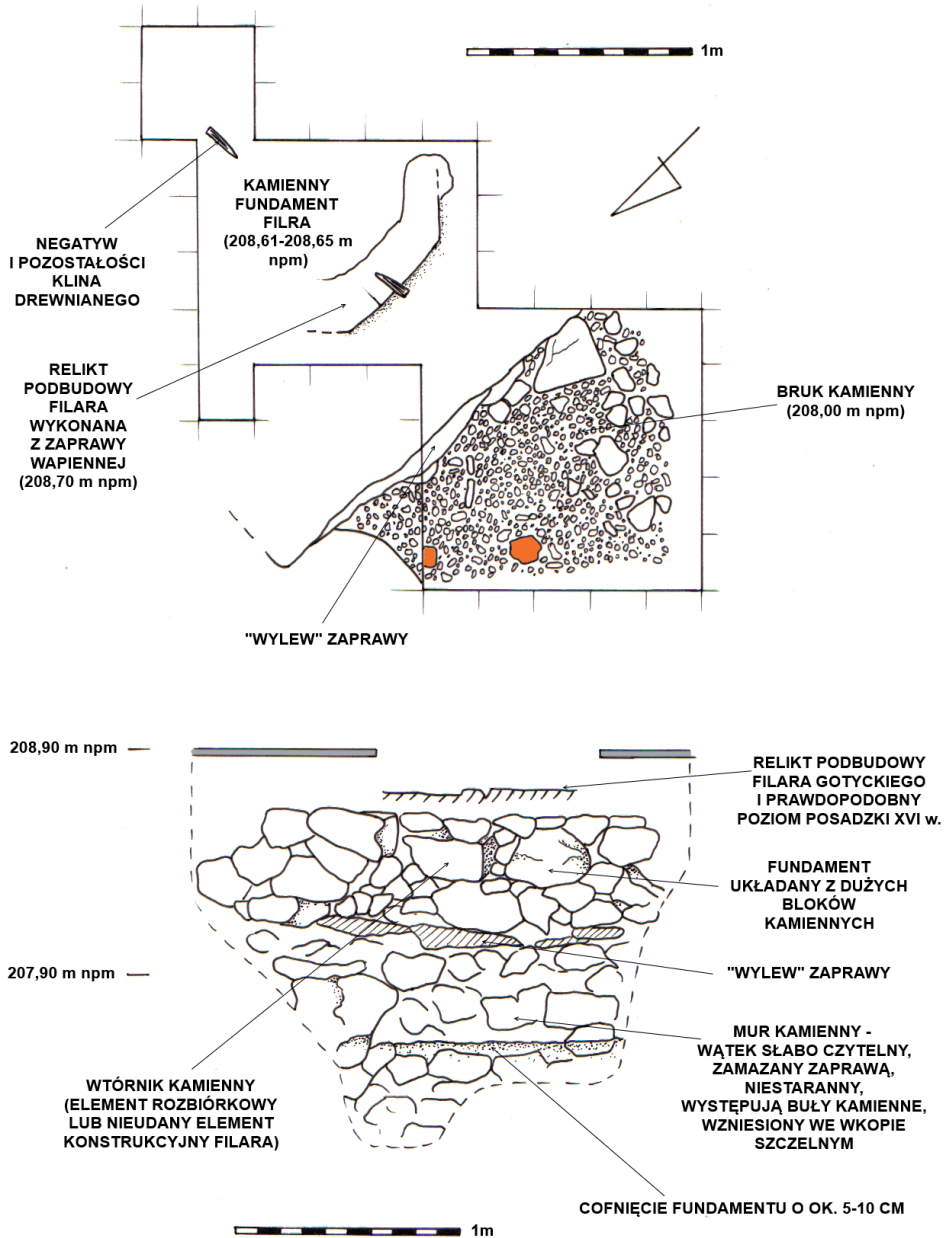 1m
KAMIENNY
FUNDAMENT
FILRA
(208,61-208,65 m
npm)
NEGATYW
I POZOSTAŁOŚCI
KLINA
DREWNIANEGO
RELIKT
PODBUDOWY
FILARA
WYKONANA
Z ZAPRAWY
WAPIENNEJ
(208,70 m npm)
BRUK KAMIENNY
(208,00 m npm)
"WYLEW" ZAPRAWY
208,90 m npm
RELIKT PODBUDOWY
FILARA GOTYCKIEGO
I PRAWDOPODOBNY
POZIOM POSADZKI XVI w.
FUNDAMENT
UKŁADANY Z DUŻYCH
BLOKÓW
KAMIENNYCH
207,90 m npm
"WYLEW" ZAPRAWY
MUR KAMIENNY -
WĄTEK SŁABO CZYTELNY,
ZAMAZANY ZAPRAWĄ,
NIESTARANNY,
WYSTĘPUJĄ BUŁY KAMIENNE,
WZNIESIONY WE WKOPIE
SZCZELNYM
WTÓRNIK KAMIENNY
(ELEMENT ROZBIÓRKOWY
LUB NIEUDANY ELEMENT
KONSTRUKCYJNY FILARA)
COFNIĘCIE FUNDAMENTU O OK. 5-10 CM
1m